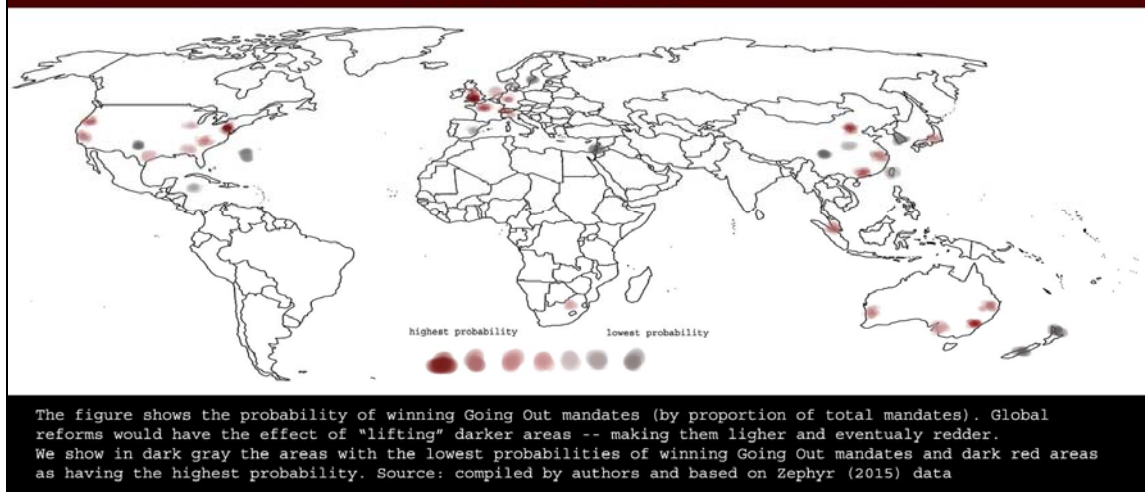 highest probability lowest probability
The figure shows the probability of winning Going Out mandates (by proportion of total mandates). Global
reforms would have the effect of "lifting" darker areas -- making them ligher and eventualy redder.
We show in dark gray the areas with the lowest probabilities of winning Going Out mandates and dark red areas
as having the highest probability. Source: compiled by authors and based on Zephyr (2015) data